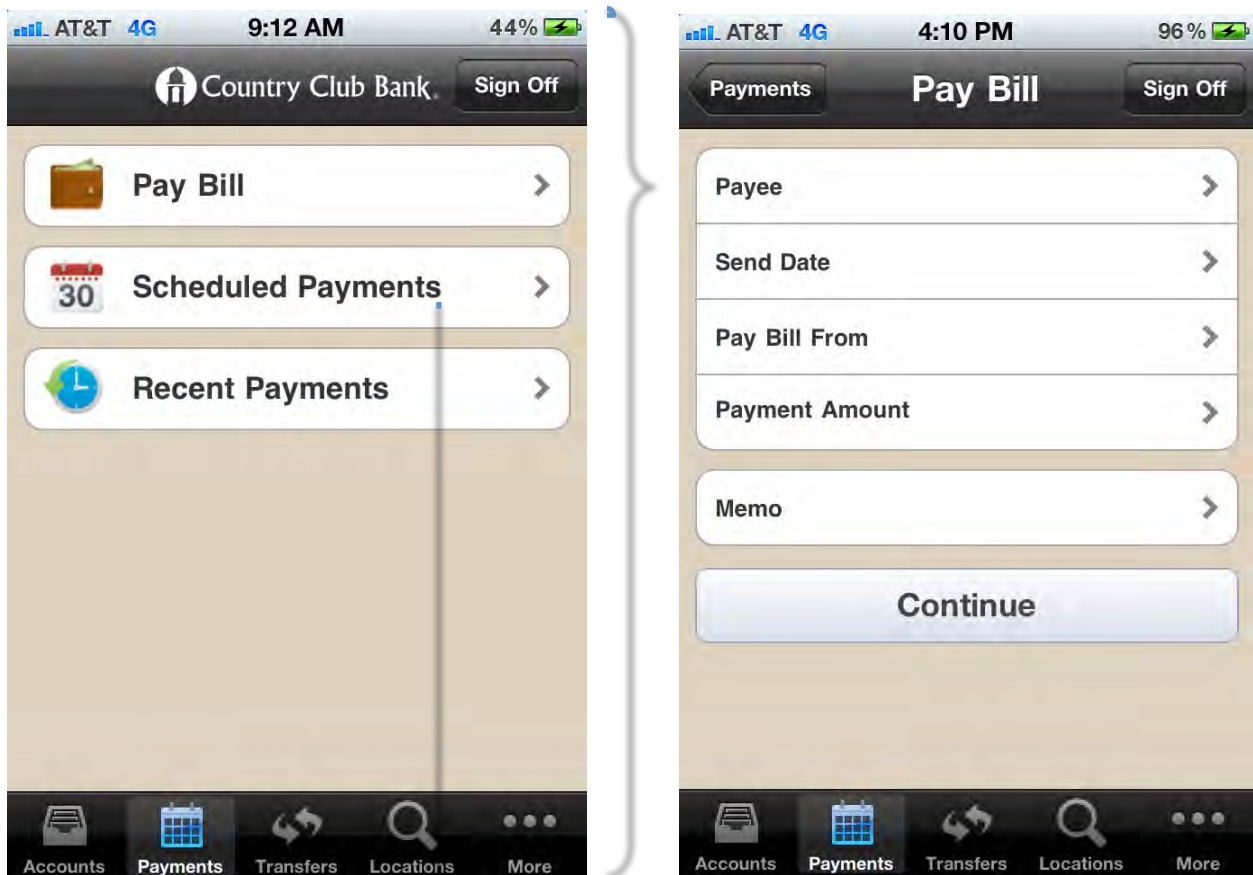 AT&T 4G 9:12 AM 44%
Country Club Bank. Sign Off
Pay Bill
30 Scheduled Payments
Recent Payments
Accounts Payments Transfers Locations More
AT&T 4G 4:10 PM 96%
Payments Pay Bill Sign Off
Payee
Send Date
Pay Bill From
Payment Amount
Memo
Continue
Accounts Payments Transfers Locations More